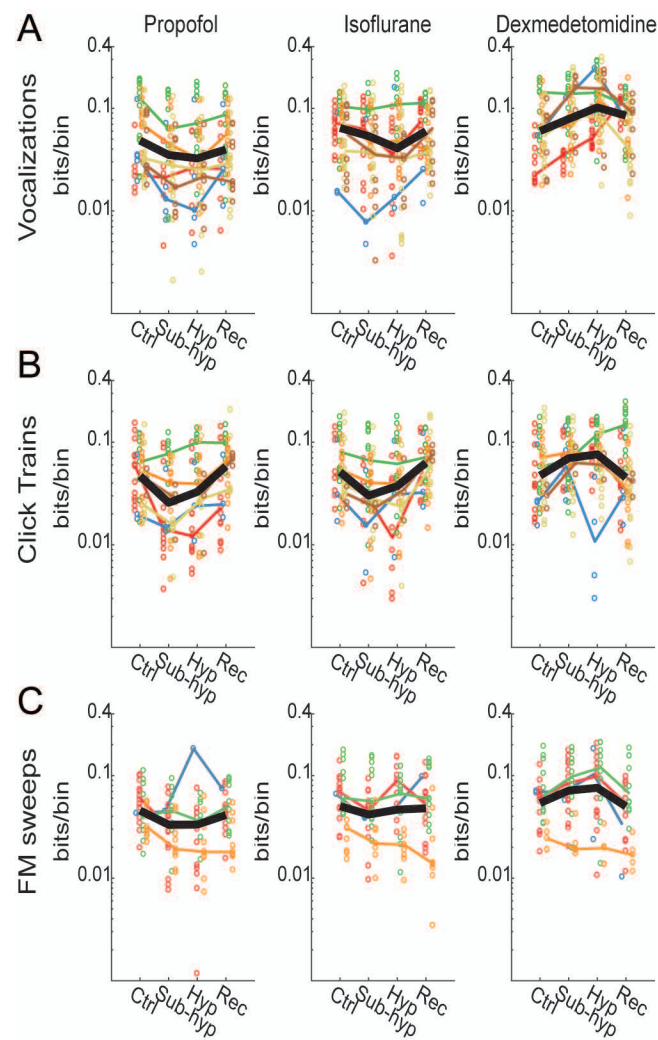 A
Propofol
Isoflurane
Dexmedetomidine
Vocalizations
bits/bin
0.4
0.1
0.01
Ctrl
Sub-hyp
Hyp
Rec
bits/bin
0.4
0.1
0.01
Ctrl
Sub-hyp
Hyp
Rec
bits/bin
0.4
0.1
0.01
Ctrl
Sub-hyp
Hyp
Rec
B
Click Trains
bits/bin
0.4
0.1
0.01
Ctrl
Sub-hyp
Hyp
Rec
bits/bin
0.4
0.1
0.01
Ctrl
Sub-hyp
Hyp
Rec
bits/bin
0.4
0.1
0.01
Ctrl
Sub-hyp
Hyp
Rec
C
FM sweeps
bits/bin
0.4
0.1
0.01
Ctrl
Sub-hyp
Hyp
Rec
bits/bin
0.4
0.1
0.01
Ctrl
Sub-hyp
Hyp
Rec
bits/bin
0.4
0.1
0.01
Ctrl
Sub-hyp
Hyp
Rec